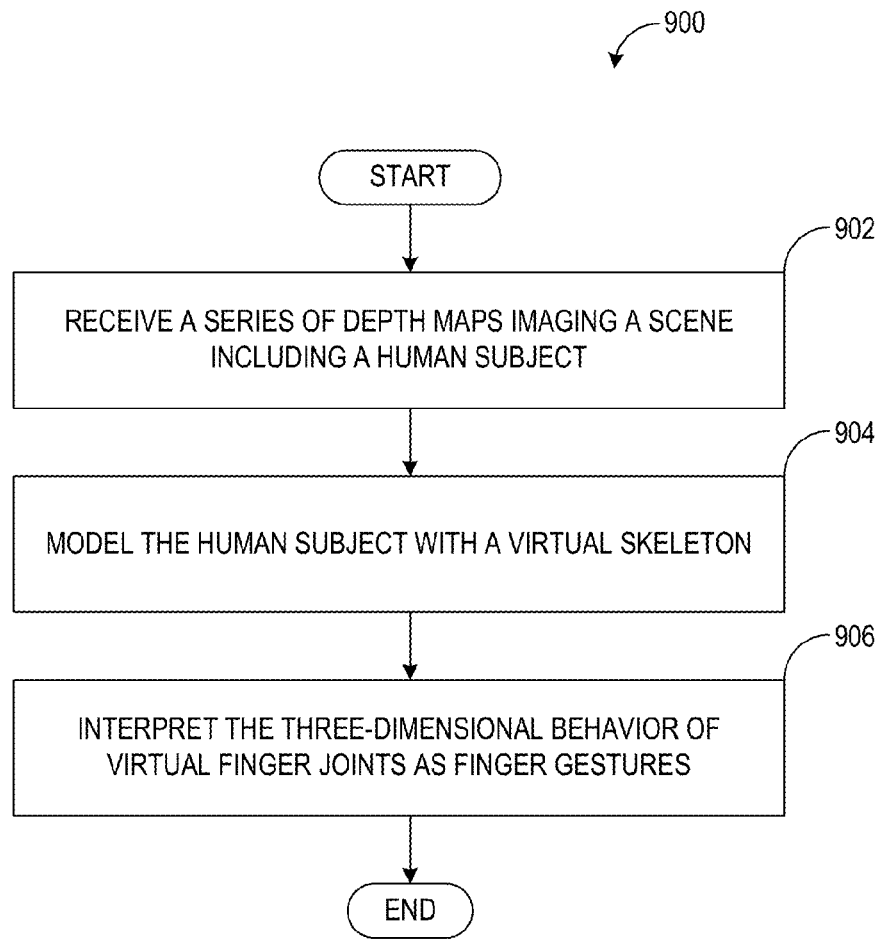 900
START
902
RECEIVE A SERIES OF DEPTH MAPS IMAGING A SCENE
INCLUDING A HUMAN SUBJECT
904
MODEL THE HUMAN SUBJECT WITH A VIRTUAL SKELETON
906
INTERPRET THE THREE-DIMENSIONAL BEHAVIOR OF
VIRTUAL FINGER JOINTS AS FINGER GESTURES
END